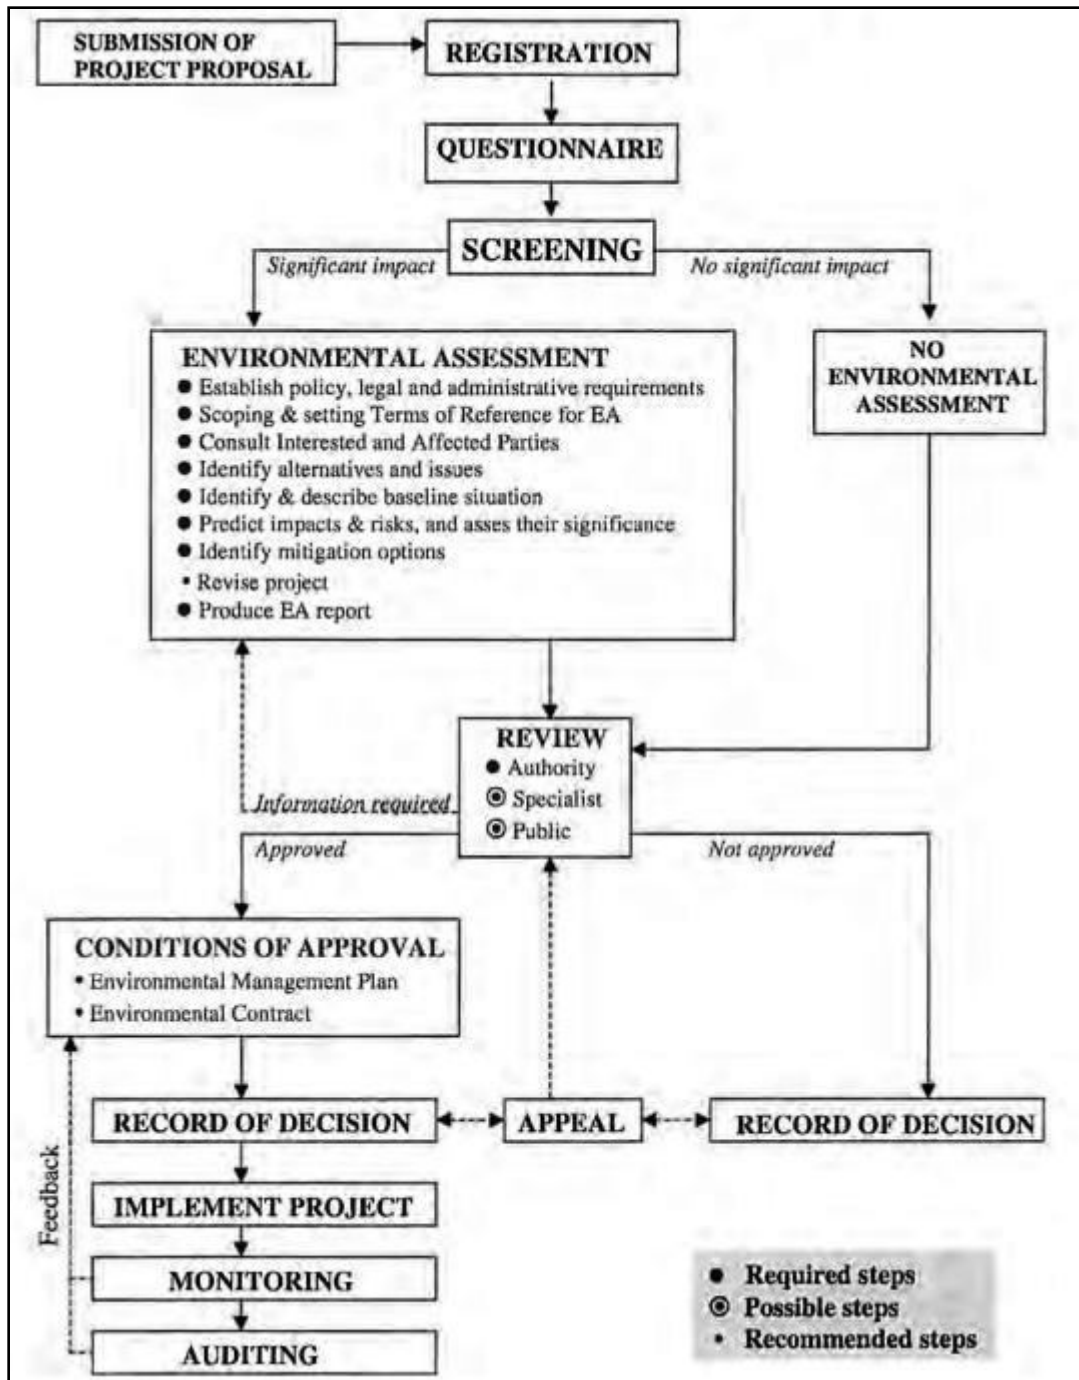 SUBMISSION OF
PROJECT PROPOSAL
REGISTRATION
QUESTIONNAIRE
SCREENING
Significant impact
No significant impact
ENVIRONMENTAL ASSESSMENT
● Establish policy, legal and administrative requirements
● Scoping & setting Terms of Reference for EA
● Consult Interested and Affected Parties
● Identify alternatives and issues
● Identify & describe baseline situation
● Predict impacts & risks, and asses their significance
● Identify mitigation options
• Revise project
● Produce EA report
NO
ENVIRONMENTAL
ASSESSMENT
REVIEW
● Authority
◉ Specialist
◉ Public
Information required
Approved
Not approved
CONDITIONS OF APPROVAL
• Environmental Management Plan
• Environmental Contract
RECORD OF DECISION
APPEAL
RECORD OF DECISION
IMPLEMENT PROJECT
MONITORING
AUDITING
Feedback
● Required steps
◉ Possible steps
• Recommended steps